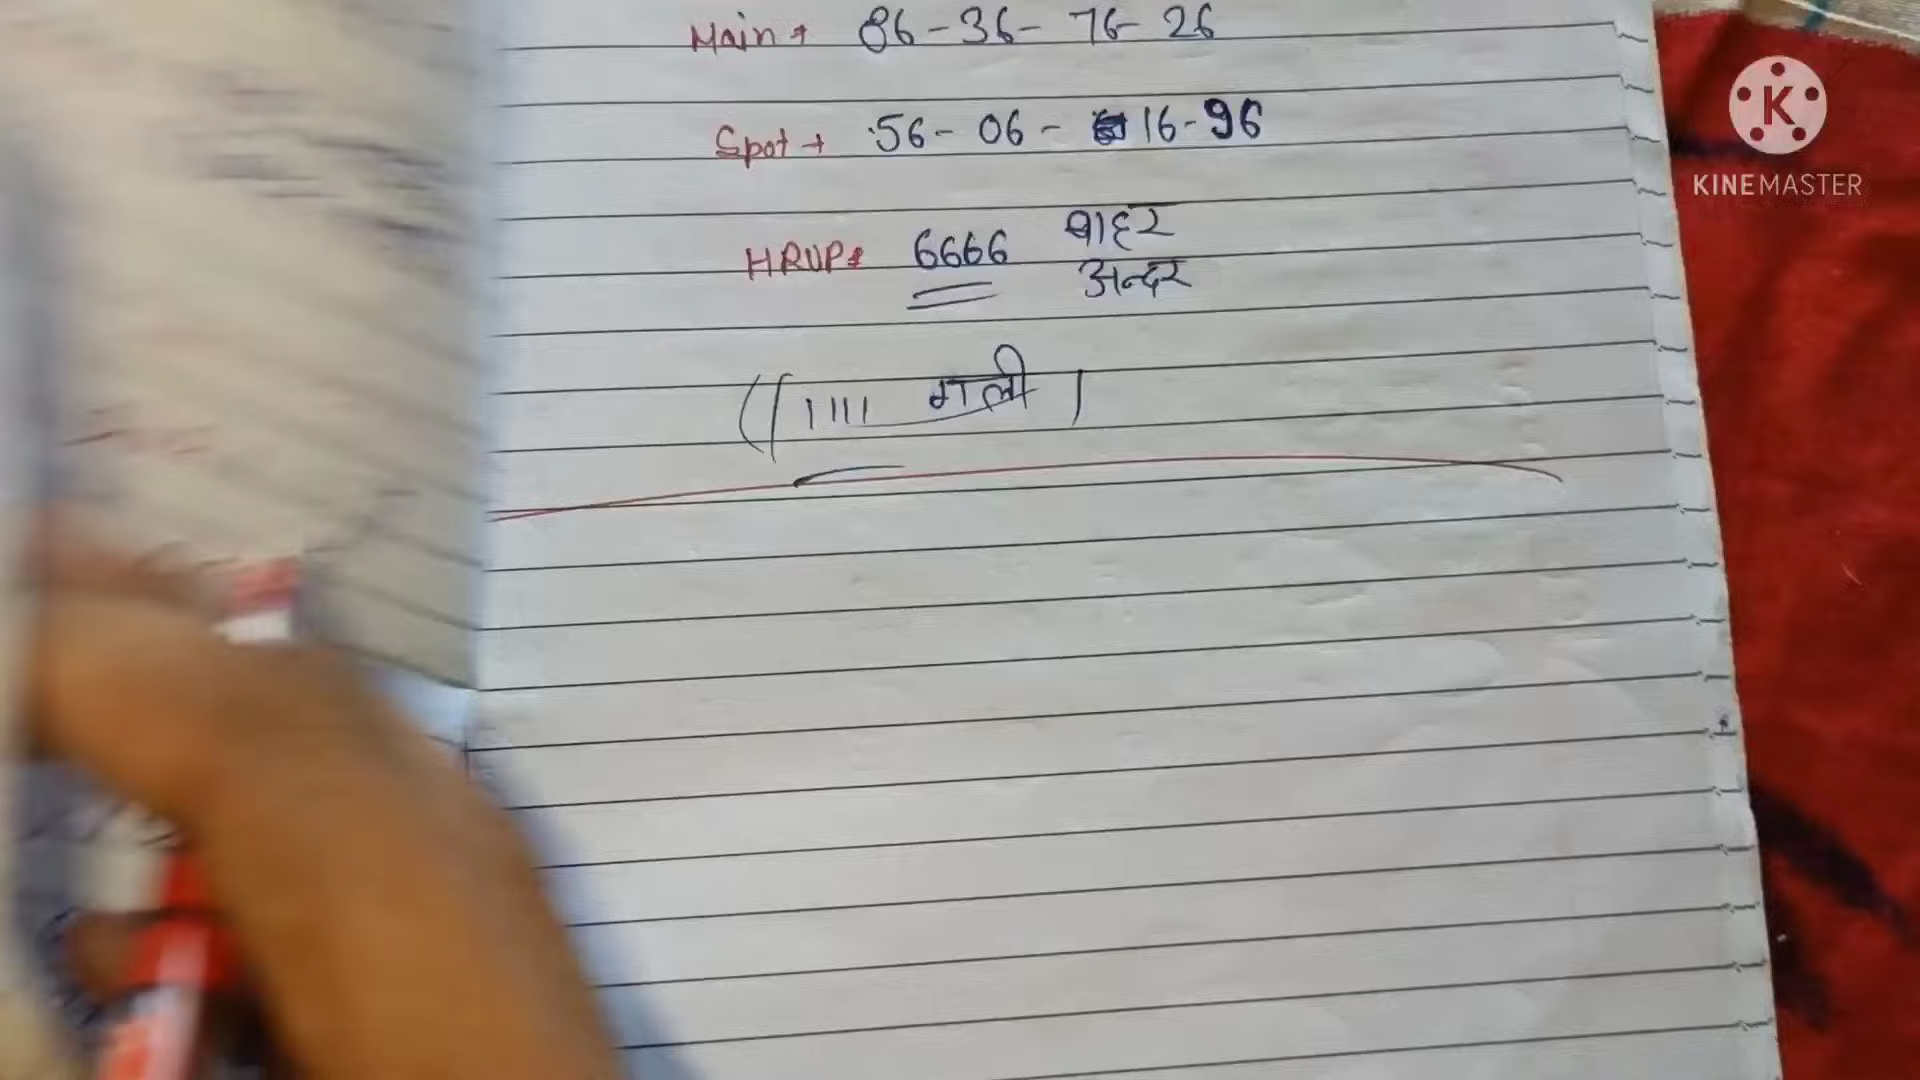 Main → 86 - 36 - 76 - 26
Spot → 56 - 06 - 16 - 96
HRUP 6666 बाहर
अन्दर
1111 गली
KINEMASTER